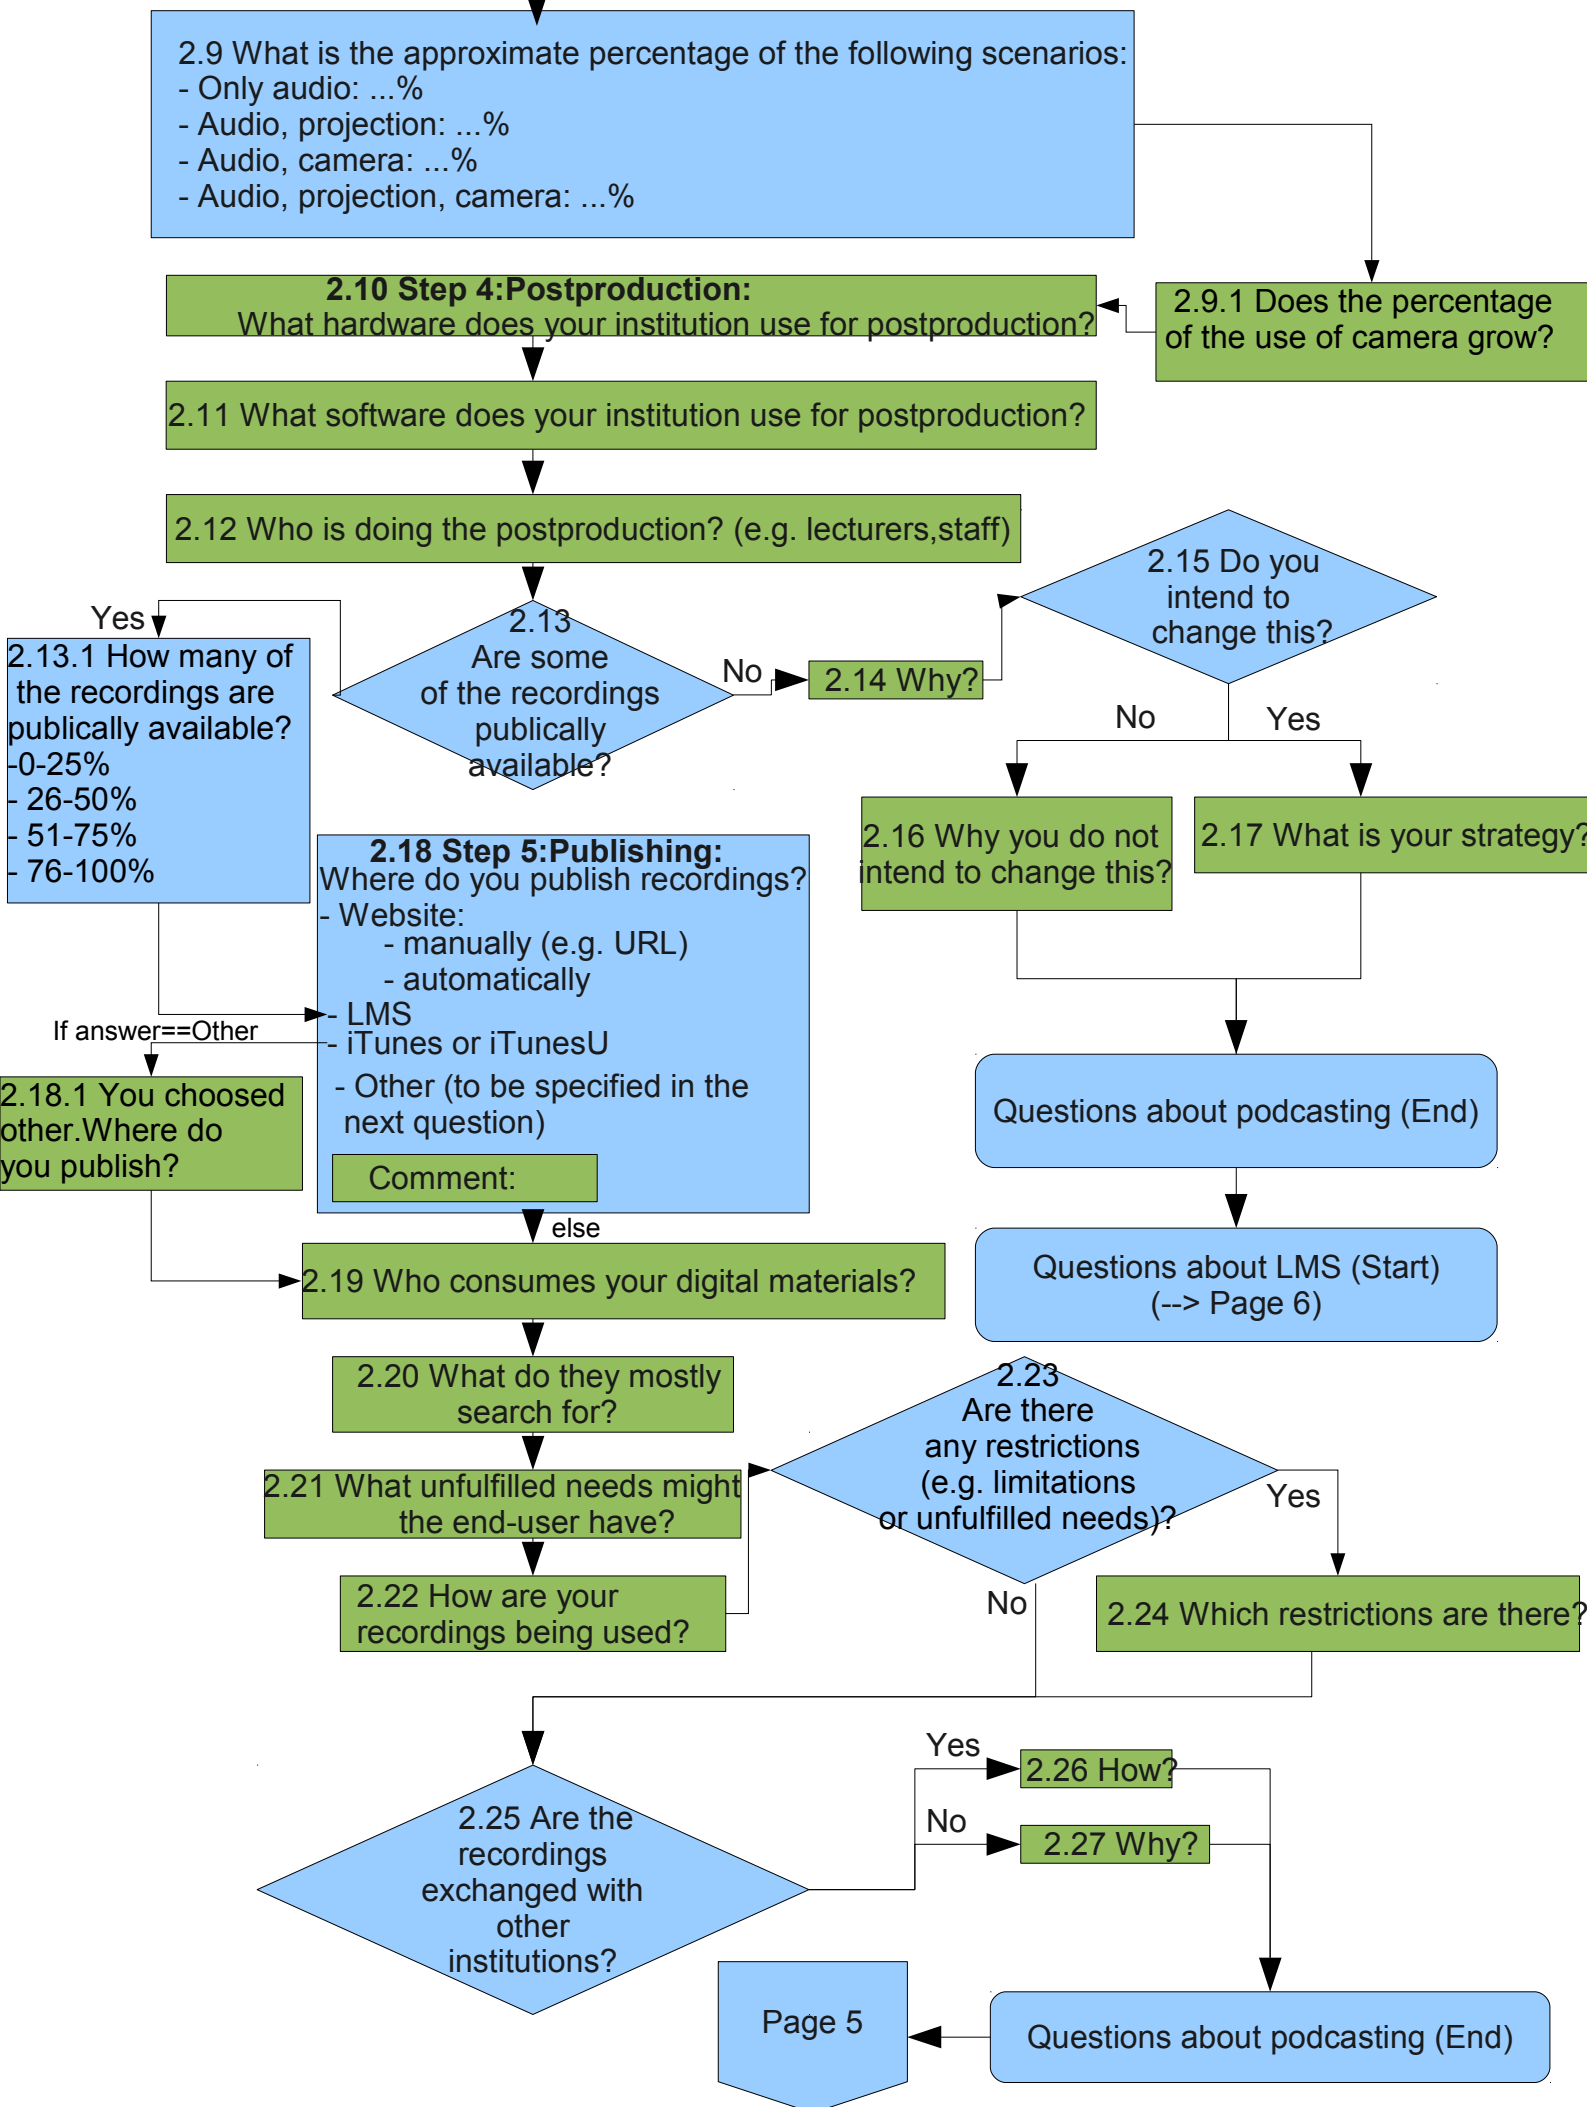 2.9 What is the approximate percentage of the following scenarios:
- Only audio: ...%
- Audio, projection: ...%
- Audio, camera: ...%
- Audio, projection, camera: ...%
2.10 Step 4:Postproduction:
What hardware does your institution use for postproduction?
2.9.1 Does the percentage
of the use of camera grow?
2.11 What software does your institution use for postproduction?
2.12 Who is doing the postproduction? (e.g. lecturers,staff)
2.13
Are some
of the recordings
publically
available?
Yes
2.13.1 How many of
the recordings are
publically available?
-0-25%
- 26-50%
- 51-75%
- 76-100%
No
2.14 Why?
2.15 Do you
intend to
change this?
No
Yes
2.16 Why you do not
intend to change this?
2.17 What is your strategy?
2.18 Step 5:Publishing:
Where do you publish recordings?
- Website:
- manually (e.g. URL)
- automatically
- LMS
- iTunes or iTunesU
- Other (to be specified in the
next question)
Comment:
If answer==Other
2.18.1 You choosed
other.Where do
you publish?
else
Questions about podcasting (End)
Questions about LMS (Start)
(--> Page 6)
2.19 Who consumes your digital materials?
2.20 What do they mostly
search for?
2.21 What unfulfilled needs might
the end-user have?
2.22 How are your
recordings being used?
2.23
Are there
any restrictions
(e.g. limitations
or unfulfilled needs)?
Yes
No
2.24 Which restrictions are there?
2.25 Are the
recordings
exchanged with
other
institutions?
Yes
2.26 How?
No
2.27 Why?
Questions about podcasting (End)
Page 5